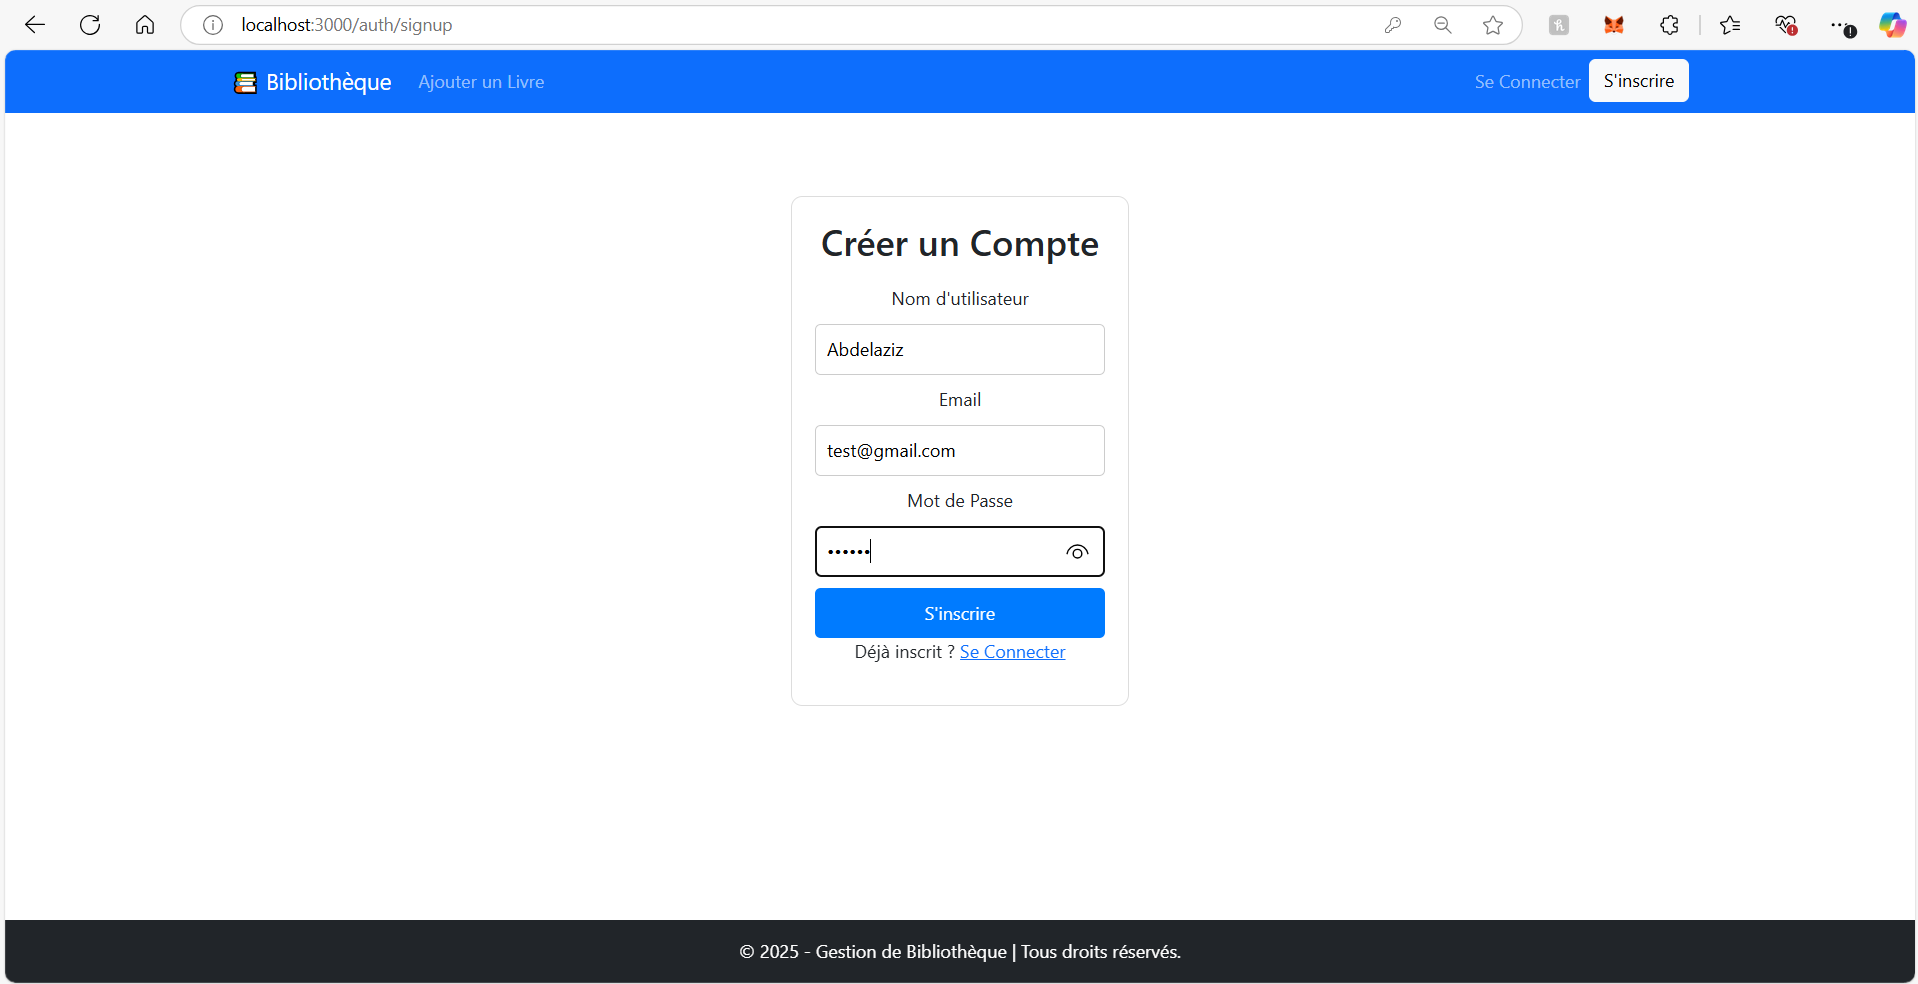 localhost:3000/auth/signup
Bibliothèque Ajouter un Livre Se Connecter S'inscrire
Créer un Compte
Nom d'utilisateur
Abdelaziz
Email
test@gmail.com
Mot de Passe
••••••
S'inscrire
Déjà inscrit ? Se Connecter
© 2025 - Gestion de Bibliothèque | Tous droits réservés.